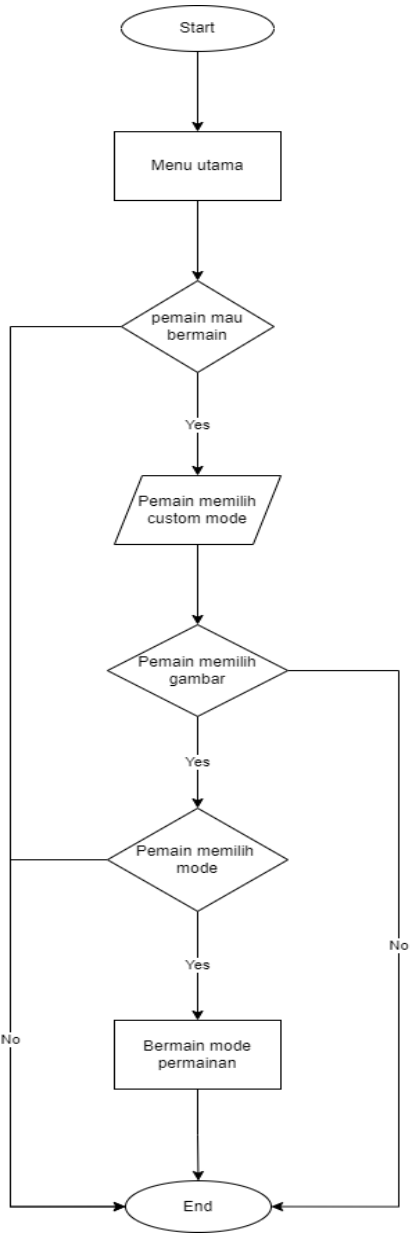 Start
Menu utama
pemain mau
bermain
Yes
Pemain memilih
custom mode
Pemain memilih
gambar
Yes
Pemain memilih
mode
No
Yes
No
Bermain mode
permainan
End